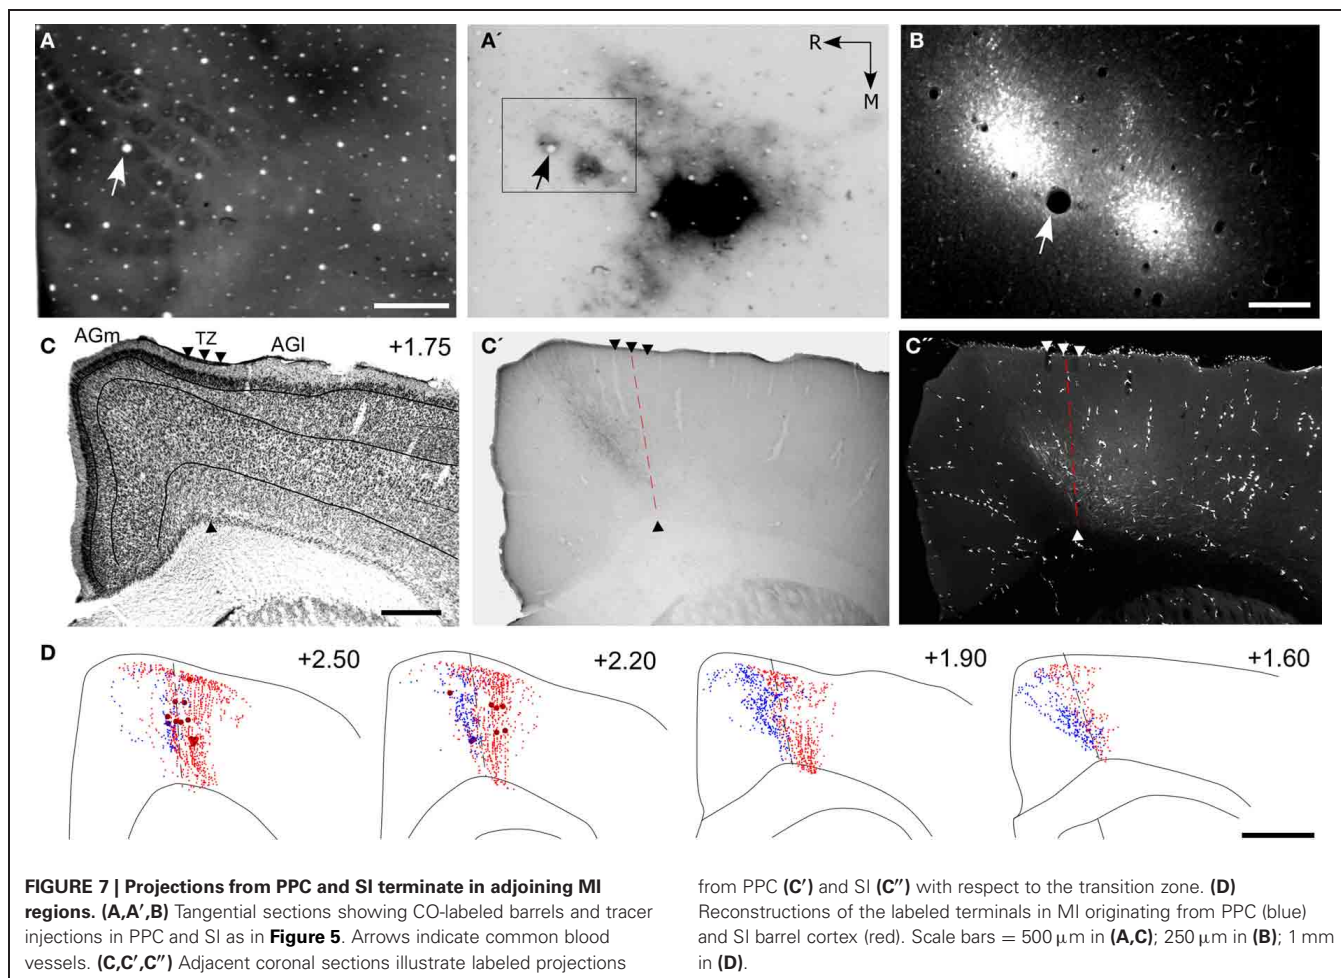 A
A′
R
M
B
C
AGm
TZ
AGl
+1.75
C′
C″
D
+2.50
+2.20
+1.90
+1.60
FIGURE 7 | Projections from PPC and SI terminate in adjoining MI
regions. (A,A′,B) Tangential sections showing CO-labeled barrels and tracer
injections in PPC and SI as in Figure 5. Arrows indicate common blood
vessels. (C,C′,C″) Adjacent coronal sections illustrate labeled projections
from PPC (C′) and SI (C″) with respect to the transition zone. (D)
Reconstructions of the labeled terminals in MI originating from PPC (blue)
and SI barrel cortex (red). Scale bars = 500 μm in (A,C); 250 μm in (B); 1 mm
in (D).